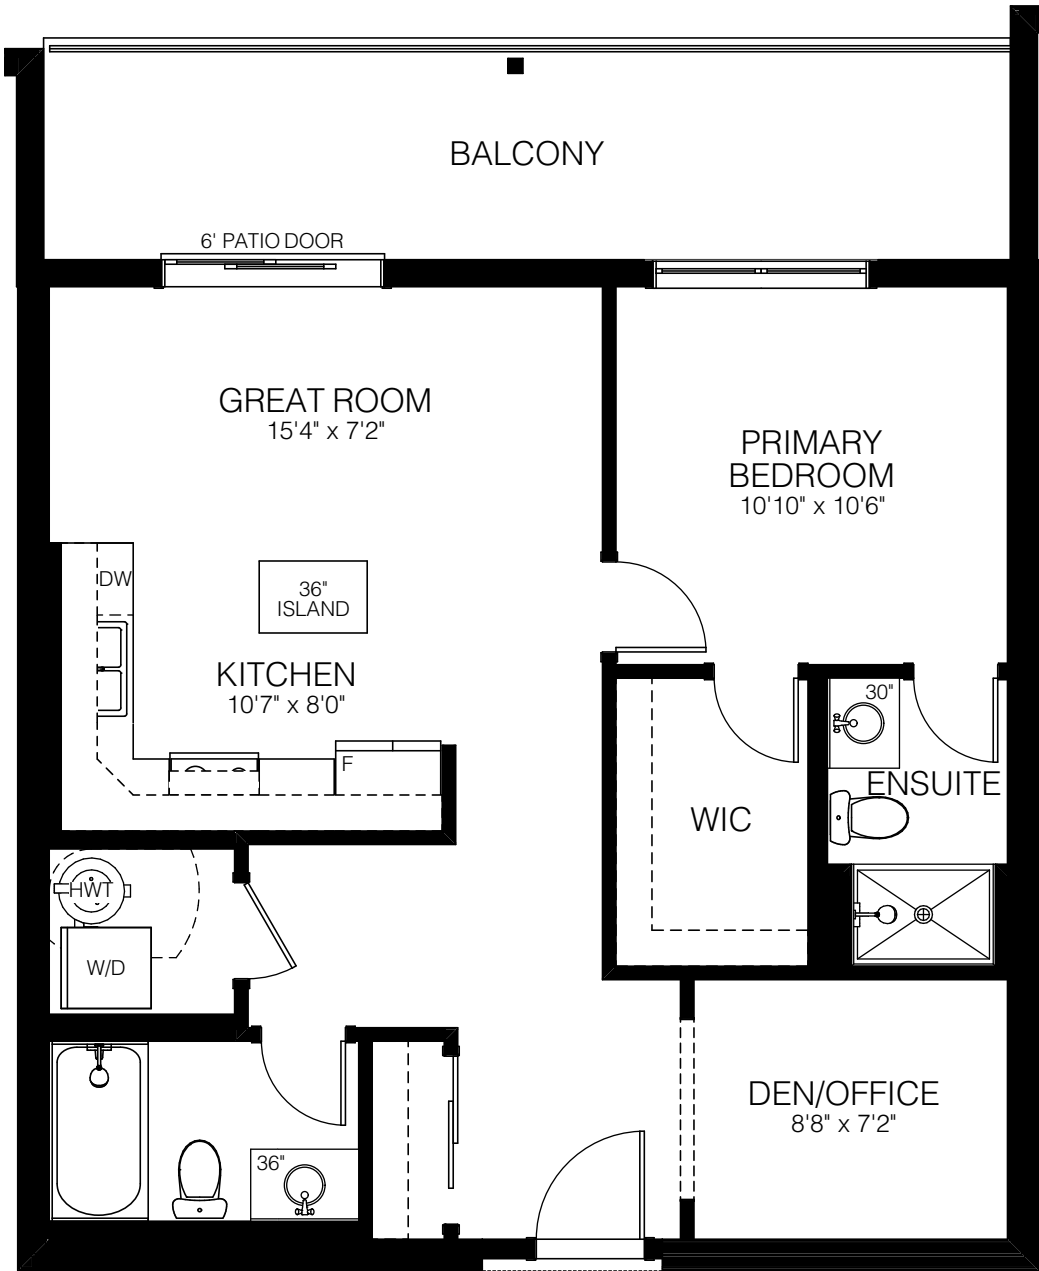 BALCONY
6' PATIO DOOR
GREAT ROOM
15'4" x 7'2"
PRIMARY
BEDROOM
10'10" x 10'6"
DW
36"
ISLAND
KITCHEN
10'7" x 8'0"
30"
F
ENSUITE
WIC
HWT
W/D
DEN/OFFICE
8'8" x 7'2"
36"